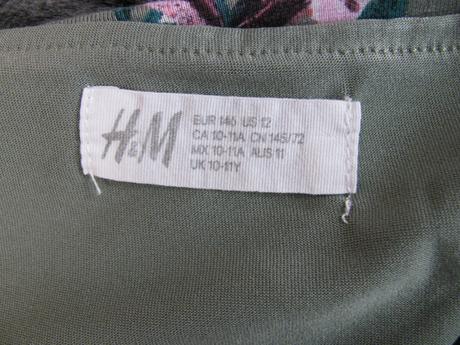 H&M
EUR 146 US 12
CA 10-11A CN 145/72
MX 10-11A AUS 11
UK 10-11Y